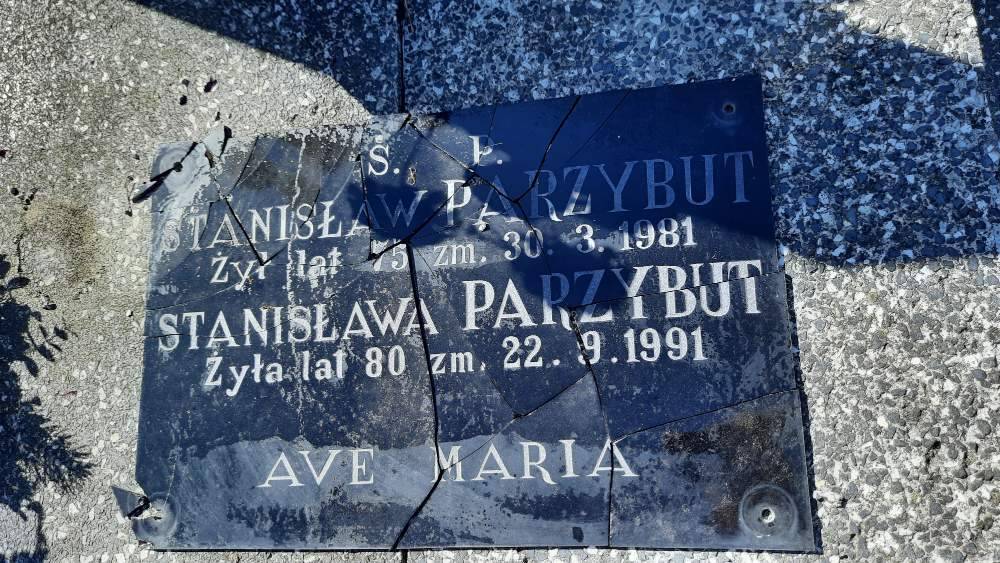 Ś. P.
STANISŁAW PARZYBUT
Żył lat 75 zm. 30. 3. 1981
STANISŁAWA PARZYBUT
Żyła lat 80 zm. 22. 9. 1991
AVE MARIA